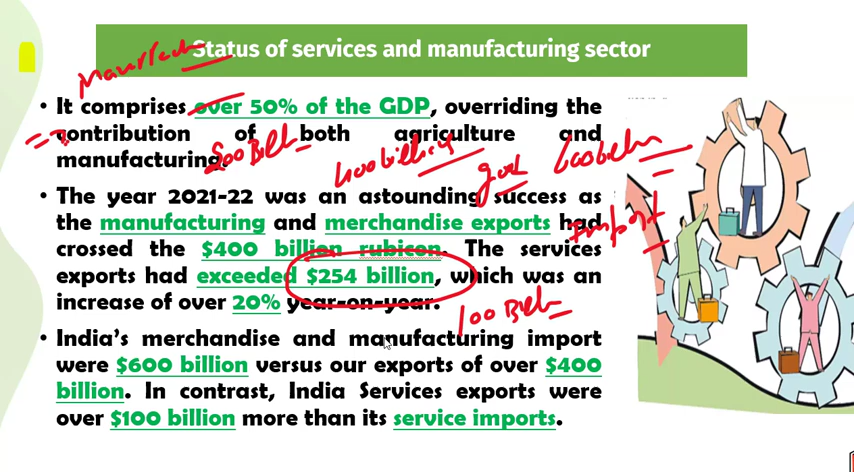 Status of services and manufacturing sector
• It comprises over 50% of the GDP, overriding the
contribution of both agriculture and
manufacturing.
400 billion
• The year 2021-22 was an astounding success as
the manufacturing and merchandise exports had
crossed the $400 billion rubicon. The services
exports had exceeded $254 billion, which was an
increase of over 20% year-on-year.
• India's merchandise and manufacturing import
were $600 billion versus our exports of over $400
billion. In contrast, India Services exports were
over $100 billion more than its service imports.